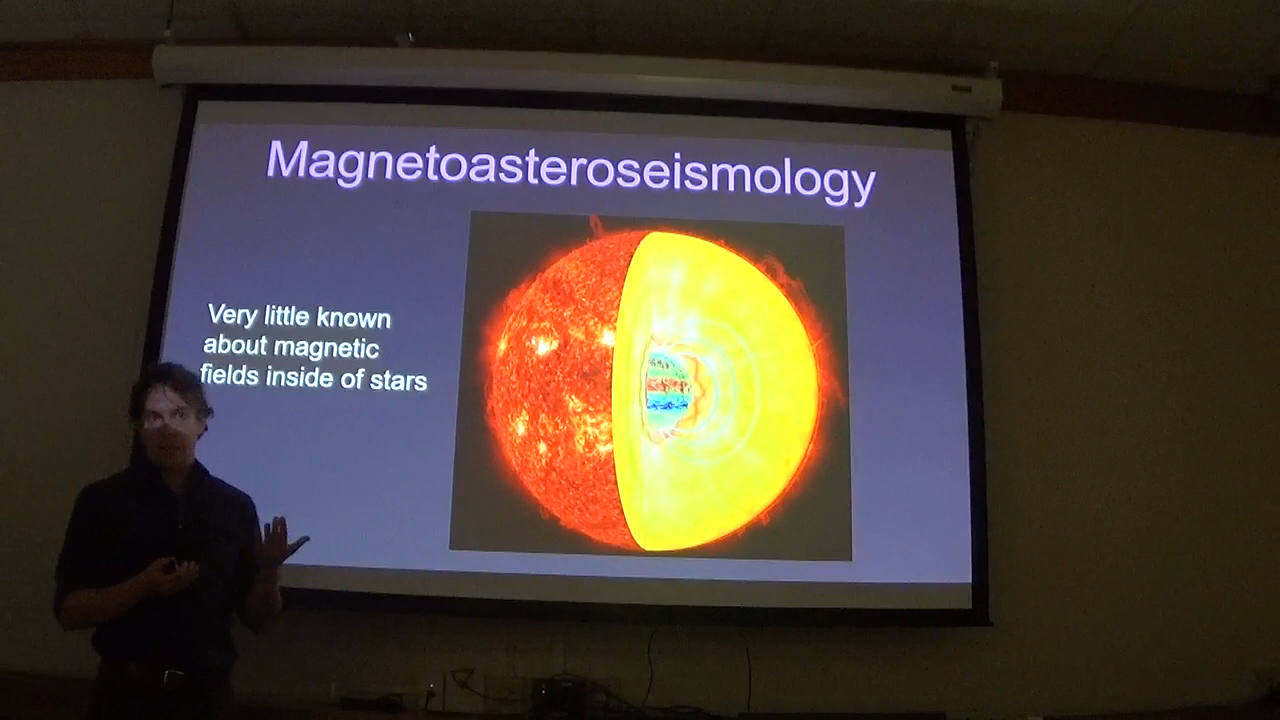 Magnetoasteroseismology
Very little known
about magnetic
fields inside of stars